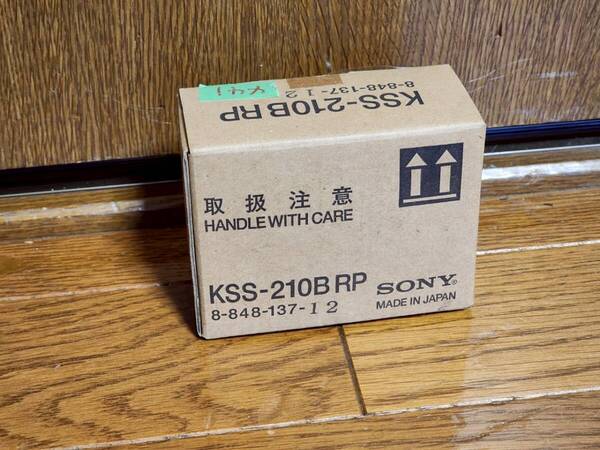 KSS-210B RP
8-848-137-12
取扱注意
HANDLE WITH CARE
KSS-210B RP
8-848-137-12
SONY®
MADE IN JAPAN